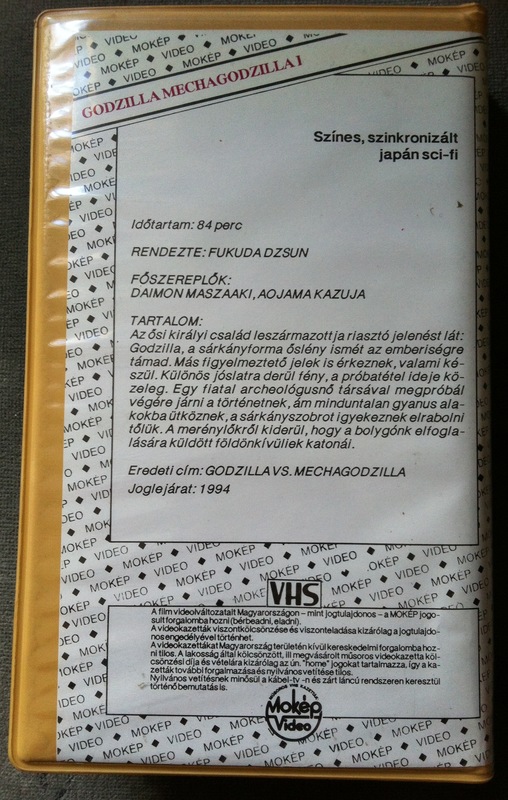 GODZILLA MECHAGODZILLA 1
Színes, szinkronizált
japán sci-fi
Időtartam: 84 perc
RENDEZTE: FUKUDA DZSUN
FŐSZEREPLŐK:
DAIMON MASZAAKI, AOJAMA KAZUJA
TARTALOM:
Az ősi királyi család leszármazottja riasztó jelenést lát:
Godzilla, a sárkányforma őslény ismét az emberiségre
támad. Más figyelmeztető jelek is érkeznek, valami ké-
szül. Különös jóslatra derül fény, a próbatétel ideje kö-
zeleg. Egy fiatal archeológusnő társával megpróbál
végére járni a történetnek, ám minduntalan gyanus ala-
kokba ütköznek, a sárkányszobrot igyekeznek elrabolni
tőlük. A merénylőkről kiderül, hogy a bolygónk elfogla-
lására küldött földönkívüliek katonái.
Eredeti cím: GODZILLA VS. MECHAGODZILLA
Joglejárat: 1994
VHS
A film videolváltozatalt Magyarországon – mint jogtulajdonos – a MOKÉP jogo-
sult forgalomba hozni (bérbeadni, eladni).
A videokazetták viszontkölcsönzése és viszonteladása kizárólag a jogtulajdo-
nos engedélyével történhet.
A videokazettákat Magyarország területén kívül kereskedelmi forgalomba hoz-
ni tilos. A lakosság által kölcsönzött, ill megvásárolt műsoros videokazetta köl-
csönzési díja és vételára kizárólag az ún. "home" jogokat tartalmazza, így a ka-
zetták további forgalmazása és nyilvános vetítése tilos.
Nyilvános vetítésnek minősül a kábel-tv -n és zárt láncú rendszeren keresztül
történő bemutatás is.
Mokép
Video